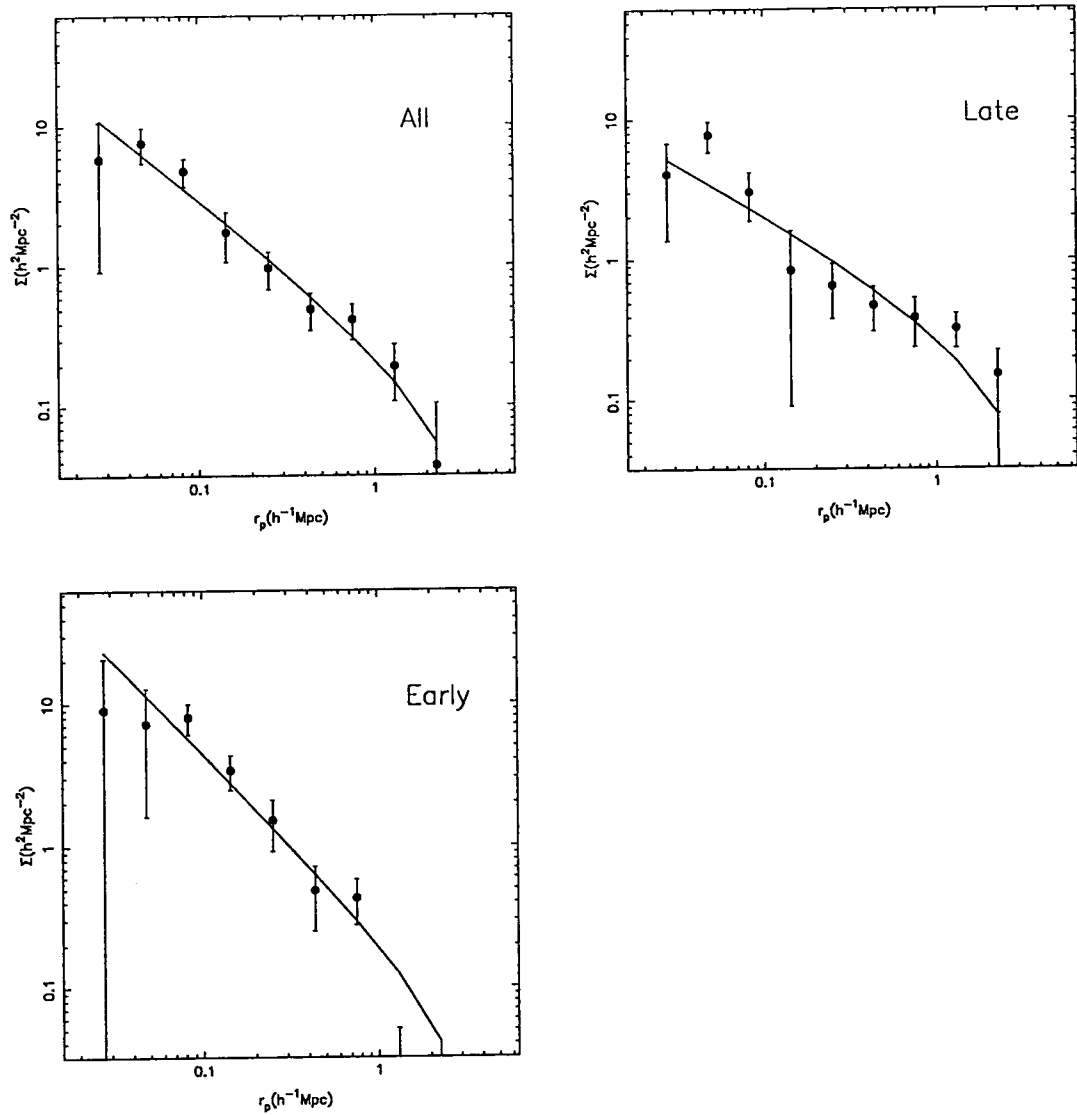 All
10
1
0.1
Σ(h²Mpc⁻²)
0.1
1
r_p(h⁻¹Mpc)
Late
10
1
0.1
Σ(h²Mpc⁻²)
0.1
1
r_p(h⁻¹Mpc)
Early
10
1
0.1
Σ(h²Mpc⁻²)
0.1
1
r_p(h⁻¹Mpc)